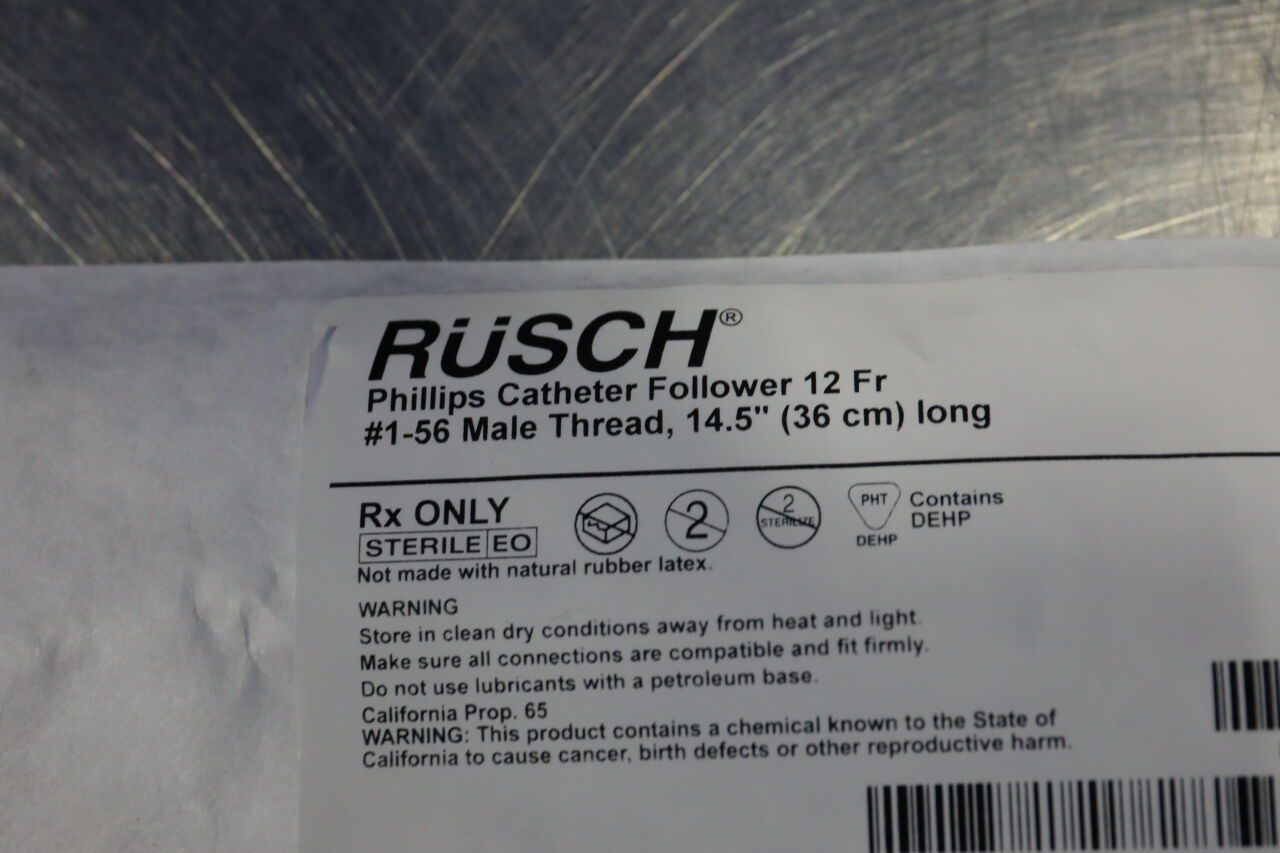 RÜSCH®
Phillips Catheter Follower 12 Fr
#1-56 Male Thread, 14.5" (36 cm) long
Rx ONLY
STERILE EO
2
2
STERILIZE
PHT
DEHP
Contains
DEHP
Not made with natural rubber latex.
WARNING
Store in clean dry conditions away from heat and light.
Make sure all connections are compatible and fit firmly.
Do not use lubricants with a petroleum base.
California Prop. 65
WARNING: This product contains a chemical known to the State of
California to cause cancer, birth defects or other reproductive harm.